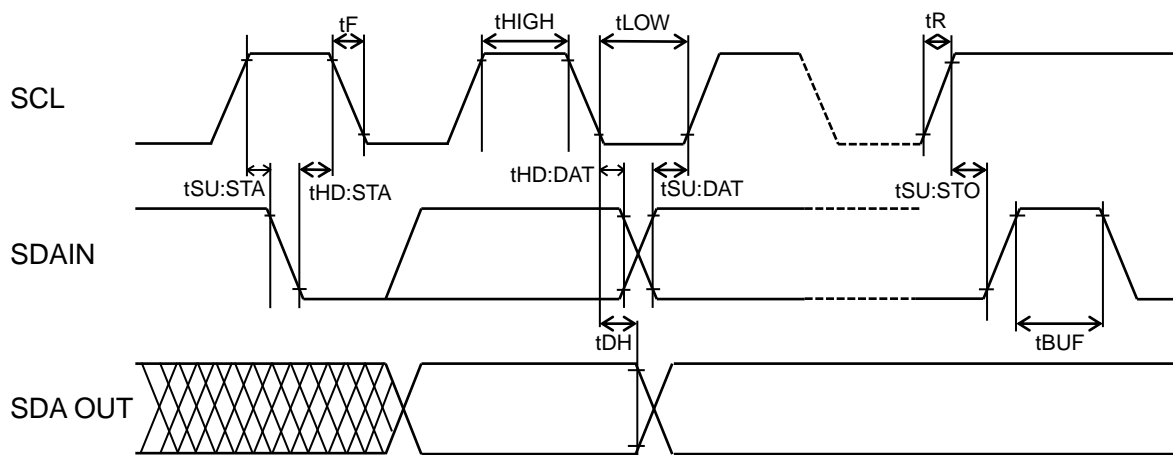 tF
tHIGH
tLOW
tR
SCL
tSU:STA
tHD:STA
tHD:DAT
tSU:DAT
tSU:STO
SDAIN
tDH
tBUF
SDA OUT